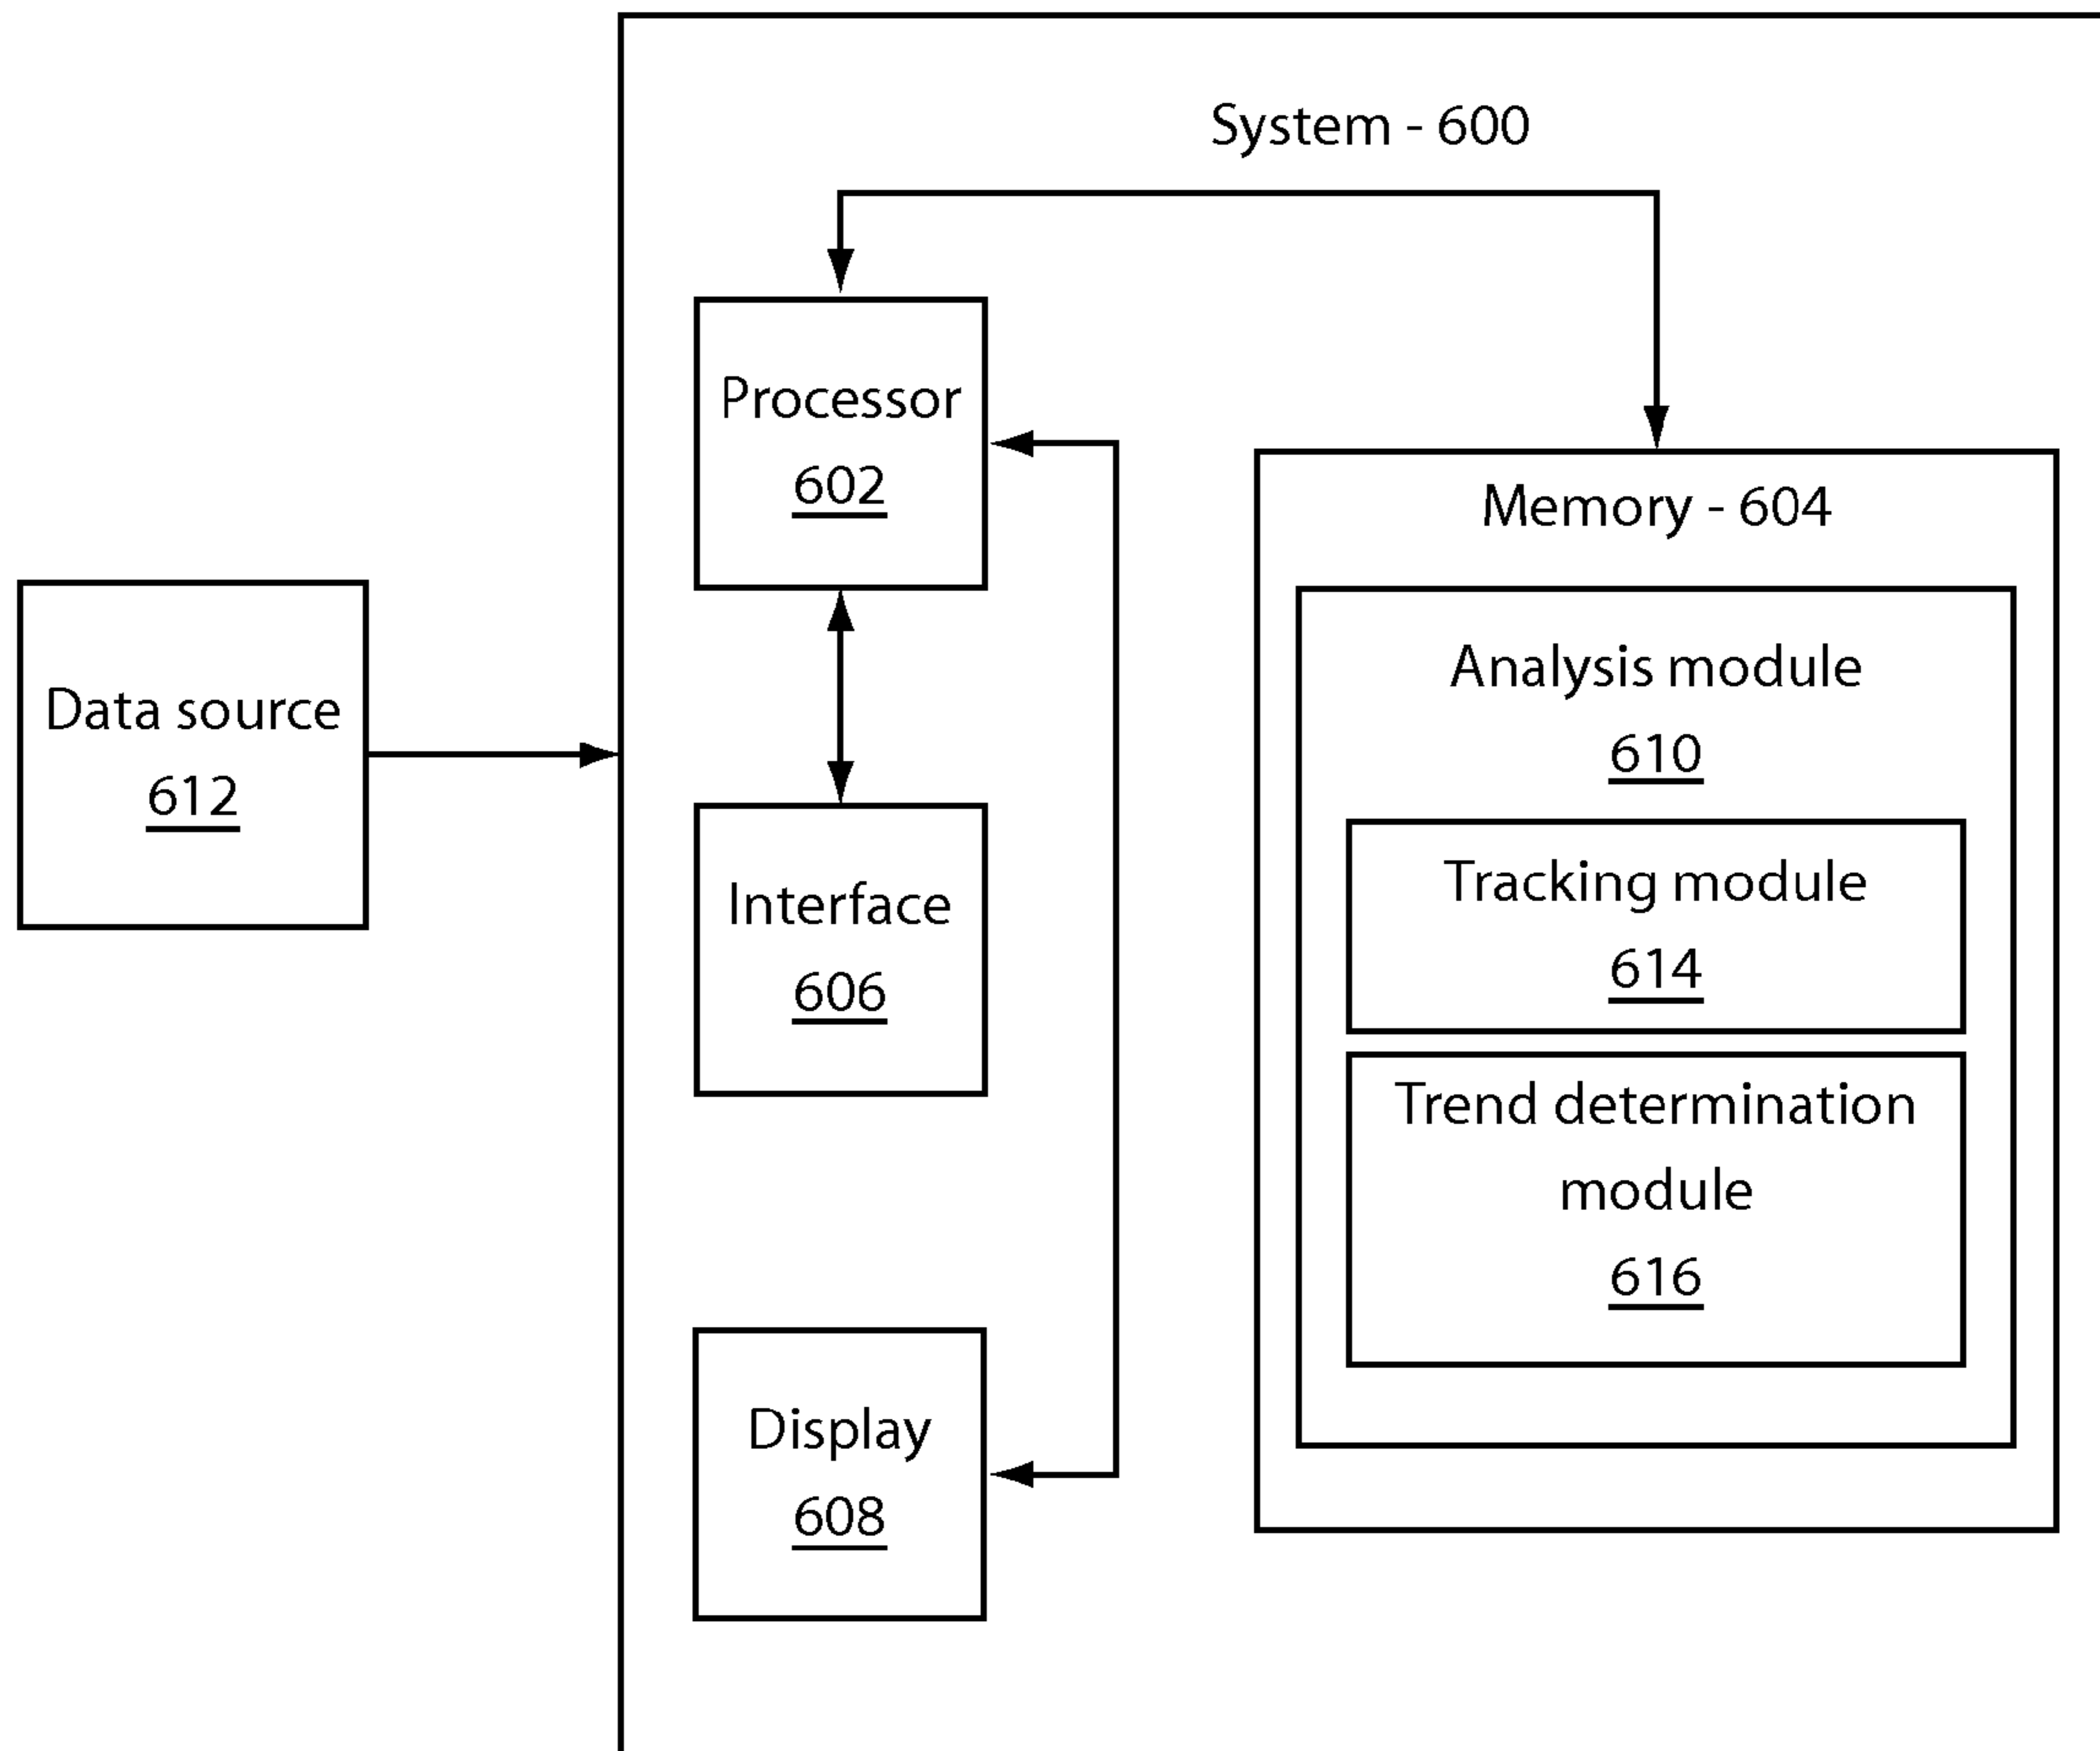 System - 600
Processor
602
Memory - 604
Data source
612
Analysis module
610
Interface
606
Tracking module
614
Trend determination
module
616
Display
608